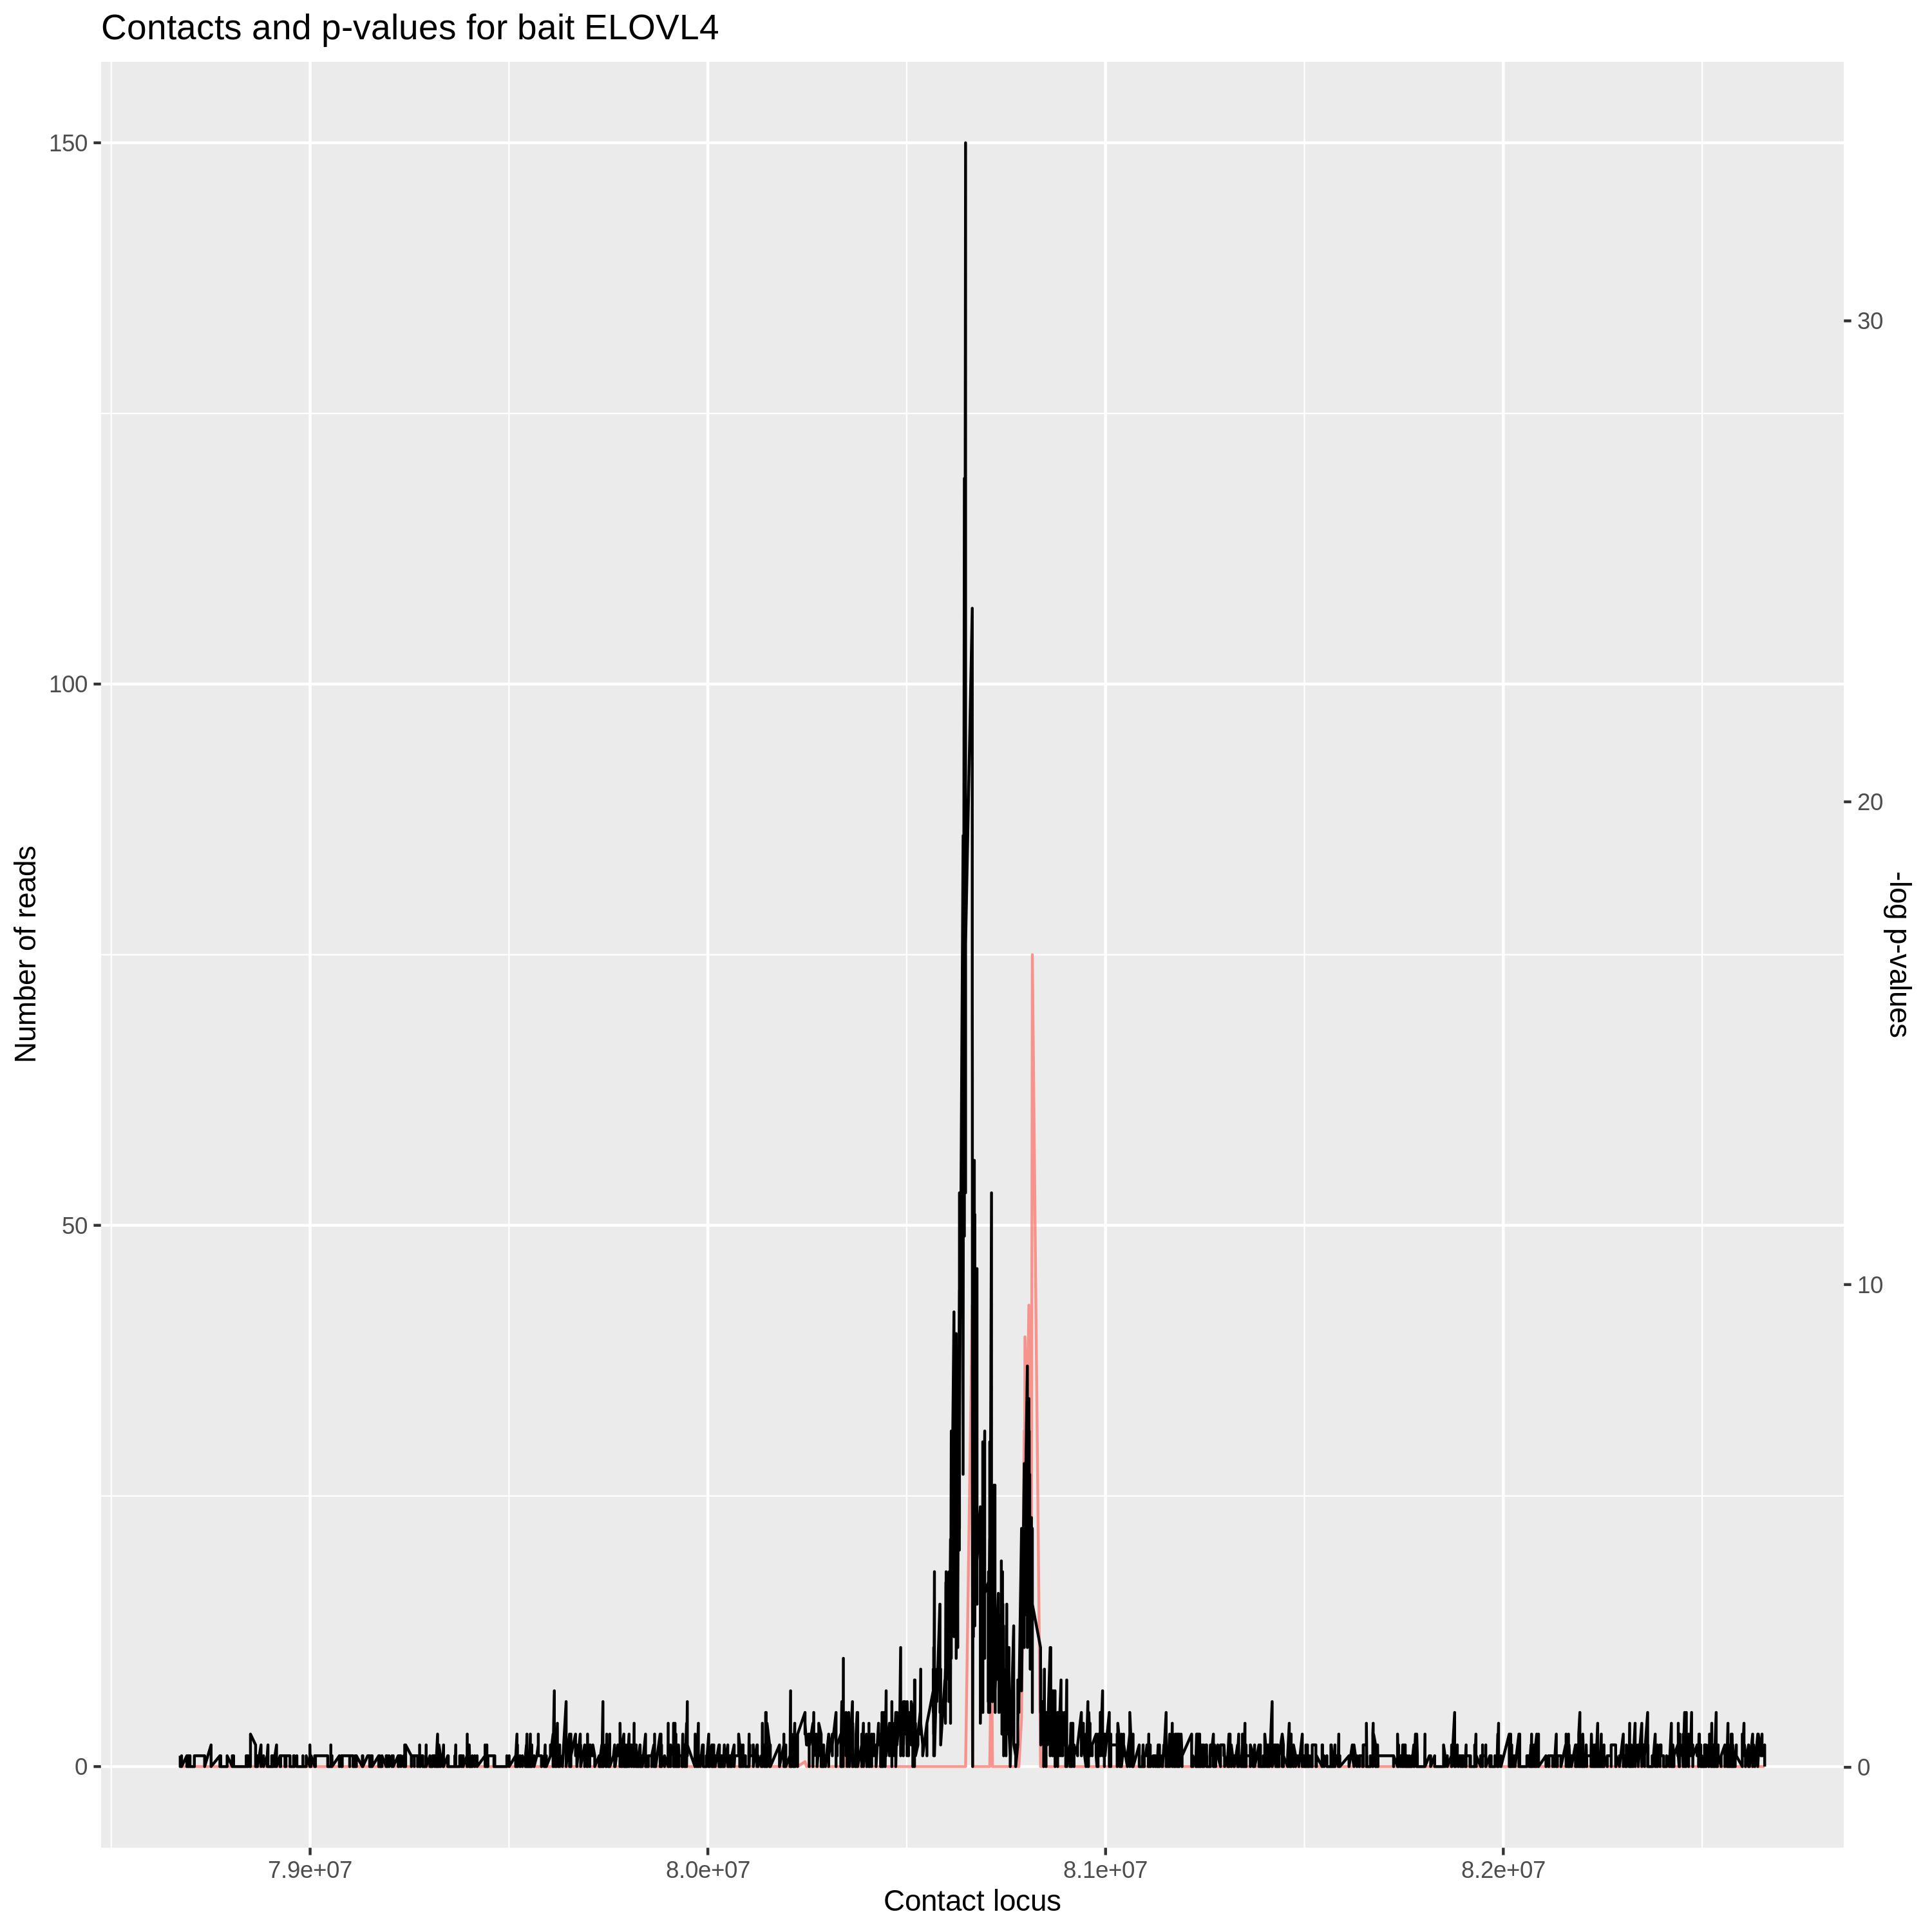 Contacts and p-values for bait ELOVL4
150
100
50
0
Number of reads
30
20
10
0
-log p-values
7.9e+07
8.0e+07
8.1e+07
8.2e+07
Contact locus